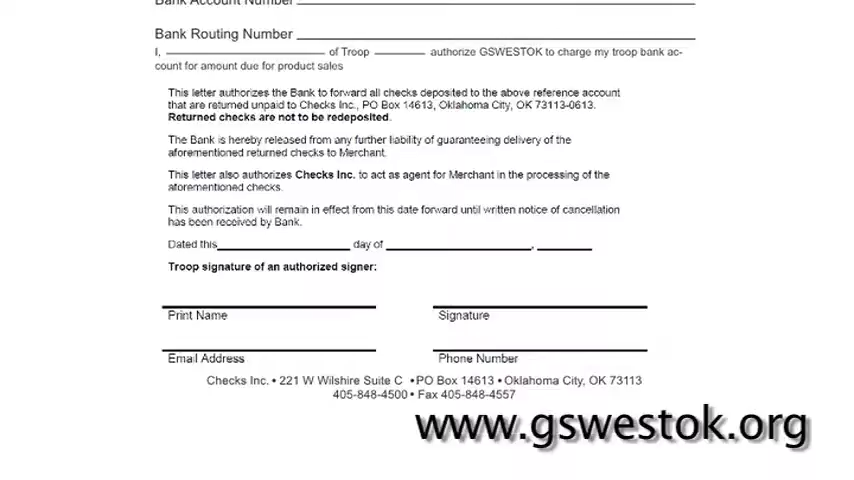 Bank Account Number
Bank Routing Number
I, of Troop authorize GSWESTOK to charge my troop bank ac-
count for amount due for product sales
This letter authorizes the Bank to forward all checks deposited to the above reference account
that are returned unpaid to Checks Inc., PO Box 14613, Oklahoma City, OK 73113-0613.
Returned checks are not to be redeposited.
The Bank is hereby released from any further liability of guaranteeing delivery of the
aforementioned returned checks to Merchant.
This letter also authorizes Checks Inc. to act as agent for Merchant in the processing of the
aforementioned checks.
This authorization will remain in effect from this date forward until written notice of cancellation
has been received by Bank.
Dated this day of ,
Troop signature of an authorized signer:
Print Name Signature
Email Address Phone Number
Checks Inc. • 221 W Wilshire Suite C • PO Box 14613 • Oklahoma City, OK 73113
405-848-4500 • Fax 405-848-4557
www.gswestok.org